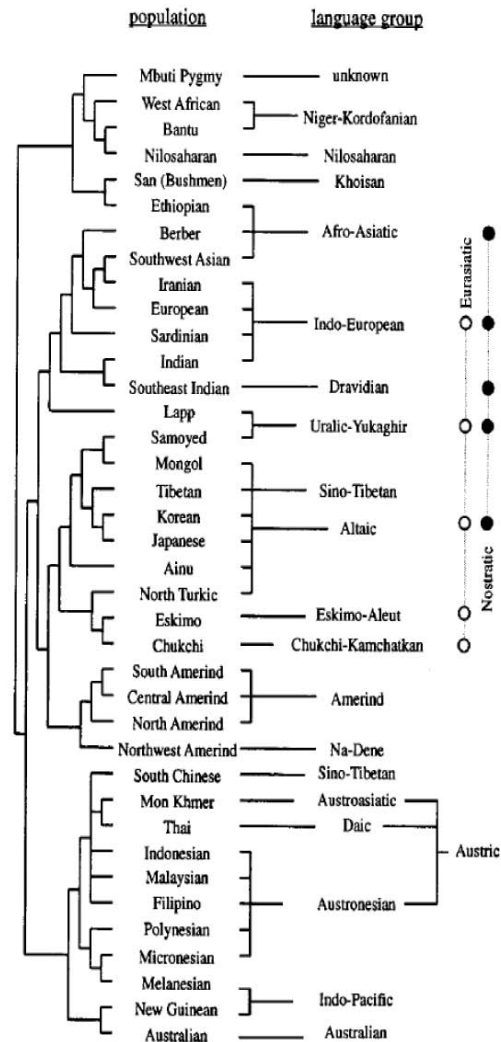 population language group
Mbuti Pygmy unknown
West African
Niger-Kordofanian
Bantu
Nilosaharan Nilosaharan
San (Bushmen) Khoisan
Ethiopian
Berber Afro-Asiatic
Southwest Asian
Iranian
European
Indo-European
Sardinian
Indian
Southeast Indian Dravidian
Lapp
Uralic-Yukaghir
Samoyed
Mongol
Tibetan Sino-Tibetan
Korean
Altaic
Japanese
Ainu
North Turkic
Eskimo Eskimo-Aleut
Chukchi Chukchi-Kamchatkan
South Amerind
Central Amerind Amerind
North Amerind
Northwest Amerind Na-Dene
South Chinese Sino-Tibetan
Mon Khmer Austroasiatic
Thai Daic
Indonesian
Austric
Malaysian
Filipino Austronesian
Polynesian
Micronesian
Melanesian
Indo-Pacific
New Guinean
Australian Australian
Eurasiatic
Nostratic